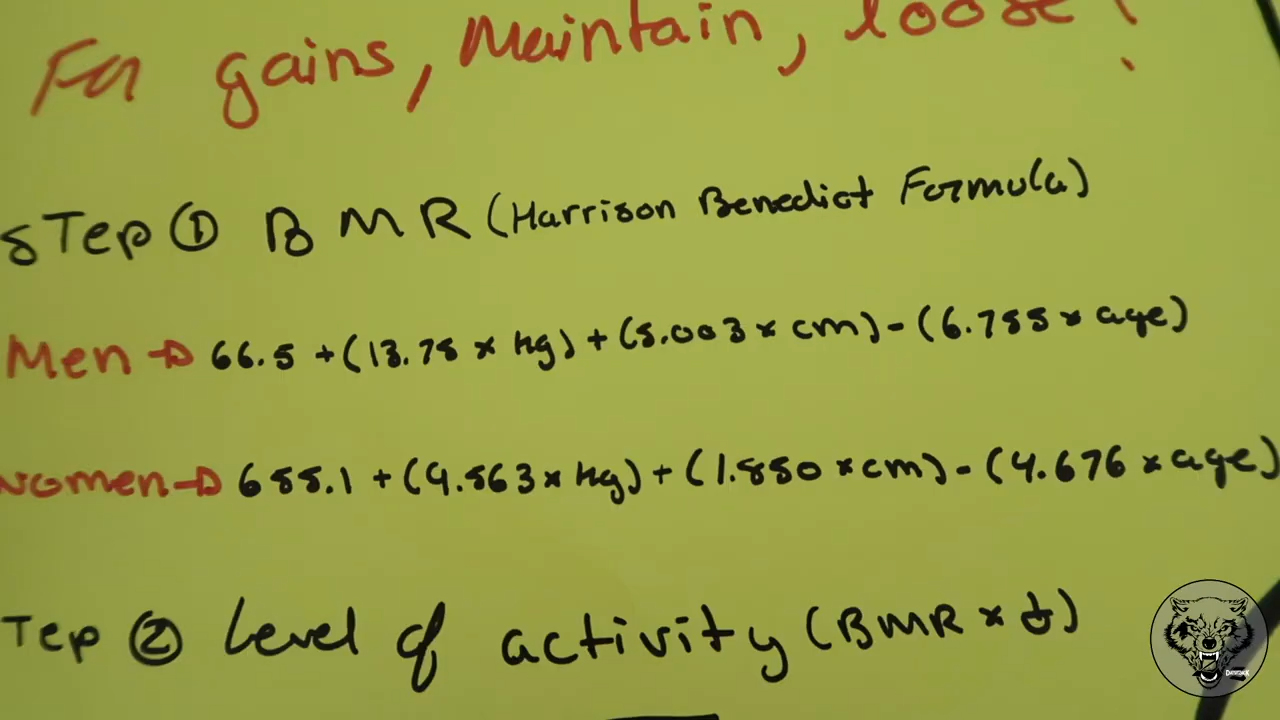 For gains, Maintain, loose!
STep ① BMR (Harrison Benedict Formula)
Men → 66.5 + (13.75 × kg) + (5.003 × cm) - (6.755 × age)
women → 655.1 + (9.563 × kg) + (1.850 × cm) - (4.676 × age)
Tep ② Level of activity (BMR × t)